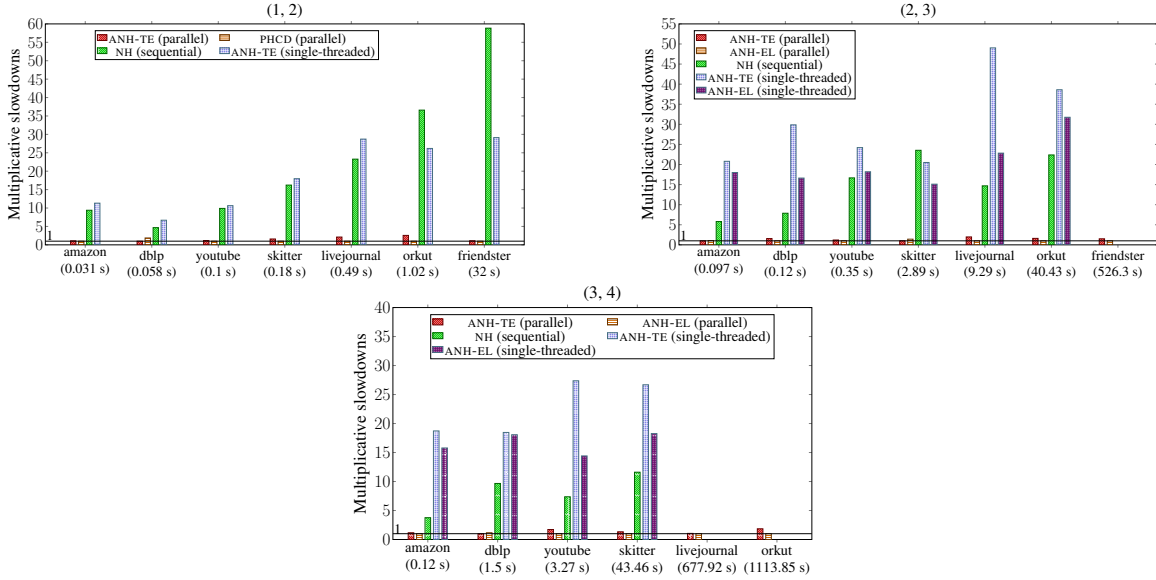 (1, 2)
Multiplicative slowdowns
60
55
50
45
40
35
30
25
20
15
10
5
0
1
ANH-TE (parallel) PHCD (parallel)
NH (sequential) ANH-TE (single-threaded)
amazon dblp youtube skitter livejournal orkut friendster
(0.031 s) (0.058 s) (0.1 s) (0.18 s) (0.49 s) (1.02 s) (32 s)
(2, 3)
Multiplicative slowdowns
55
50
45
40
35
30
25
20
15
10
5
0
1
ANH-TE (parallel)
ANH-EL (parallel)
NH (sequential)
ANH-TE (single-threaded)
ANH-EL (single-threaded)
amazon dblp youtube skitter livejournal orkut friendster
(0.097 s) (0.12 s) (0.35 s) (2.89 s) (9.29 s) (40.43 s) (526.3 s)
(3, 4)
Multiplicative slowdowns
40
35
30
25
20
15
10
5
0
1
ANH-TE (parallel) ANH-EL (parallel)
NH (sequential) ANH-TE (single-threaded)
ANH-EL (single-threaded)
amazon dblp youtube skitter livejournal orkut
(0.12 s) (1.5 s) (3.27 s) (43.46 s) (677.92 s) (1113.85 s)